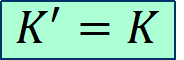 K′ = K